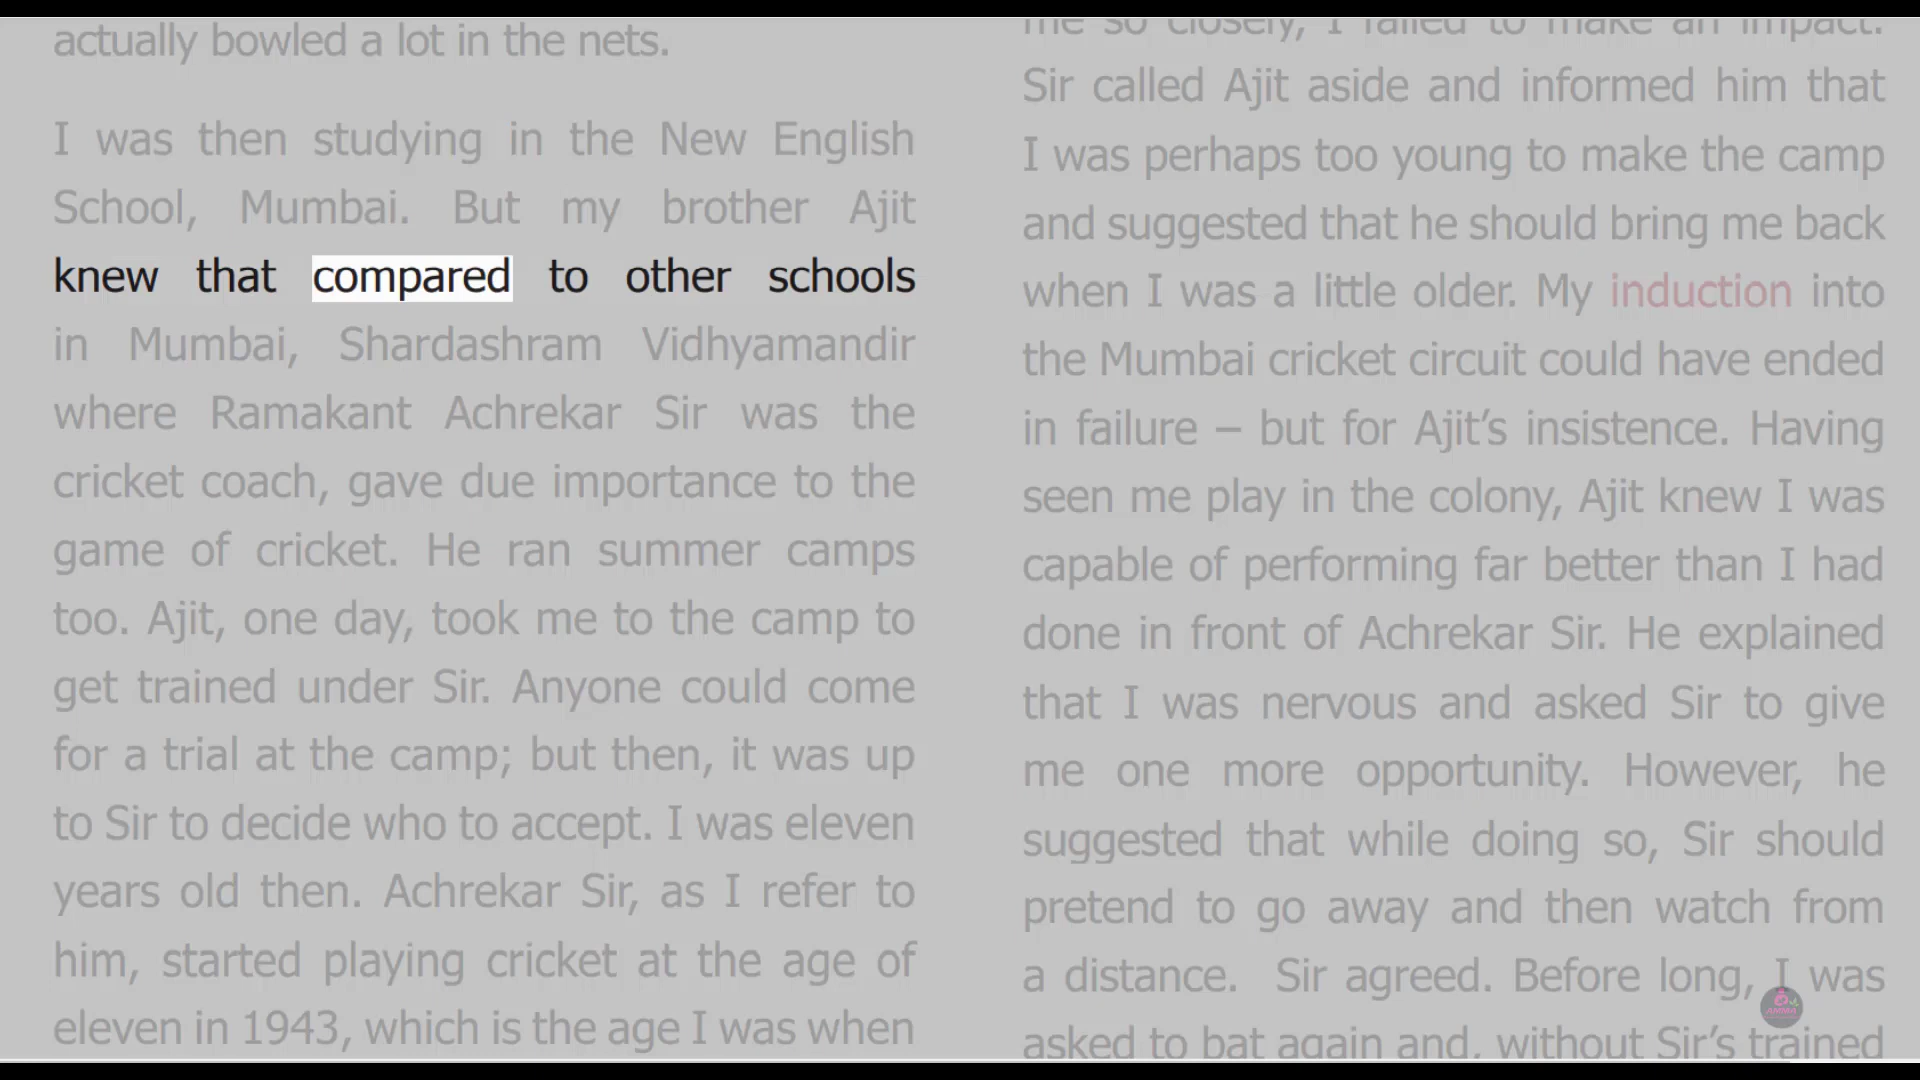 actually bowled a lot in the nets.
I was then studying in the New English
School, Mumbai. But my brother Ajit
knew that compared to other schools
in Mumbai, Shardashram Vidhyamandir
where Ramakant Achrekar Sir was the
cricket coach, gave due importance to the
game of cricket. He ran summer camps
too. Ajit, one day, took me to the camp to
get trained under Sir. Anyone could come
for a trial at the camp; but then, it was up
to Sir to decide who to accept. I was eleven
years old then. Achrekar Sir, as I refer to
him, started playing cricket at the age of
eleven in 1943, which is the age I was when
me so closely, I failed to make an impact.
Sir called Ajit aside and informed him that
I was perhaps too young to make the camp
and suggested that he should bring me back
when I was a little older. My induction into
the Mumbai cricket circuit could have ended
in failure – but for Ajit’s insistence. Having
seen me play in the colony, Ajit knew I was
capable of performing far better than I had
done in front of Achrekar Sir. He explained
that I was nervous and asked Sir to give
me one more opportunity. However, he
suggested that while doing so, Sir should
pretend to go away and then watch from
a distance. Sir agreed. Before long, I was
asked to bat again and, without Sir’s trained